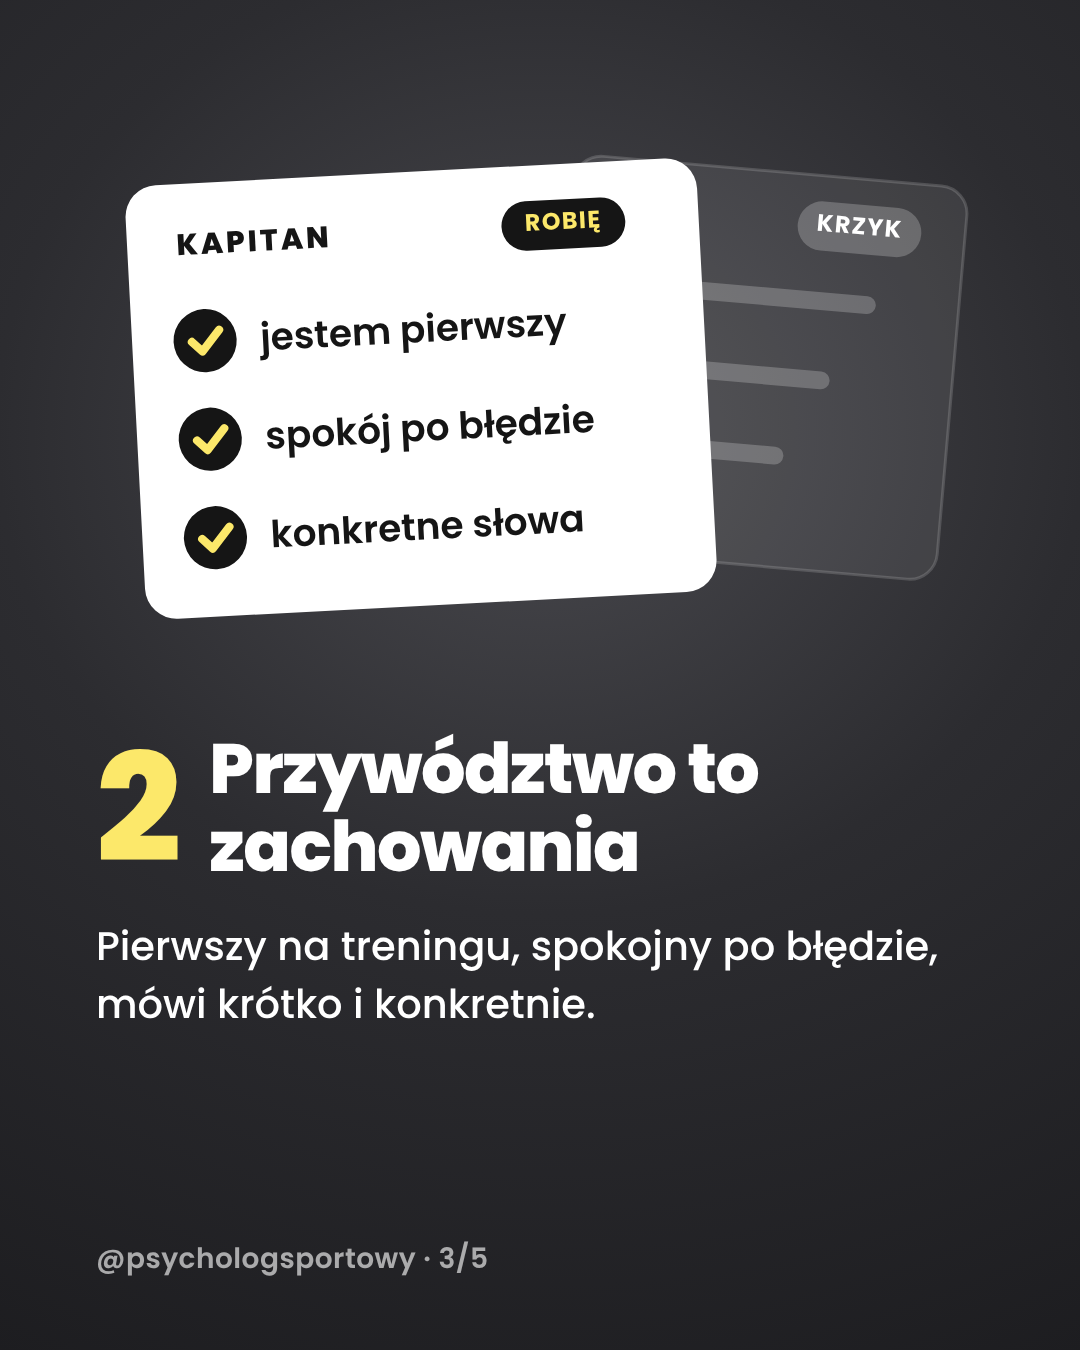 KAPITAN
ROBIĘ
KRZYK
jestem pierwszy
spokój po błędzie
konkretne słowa
2
Przywództwo to
zachowania
Pierwszy na treningu, spokojny po błędzie,
mówi krótko i konkretnie.
@psychologsportowy · 3/5